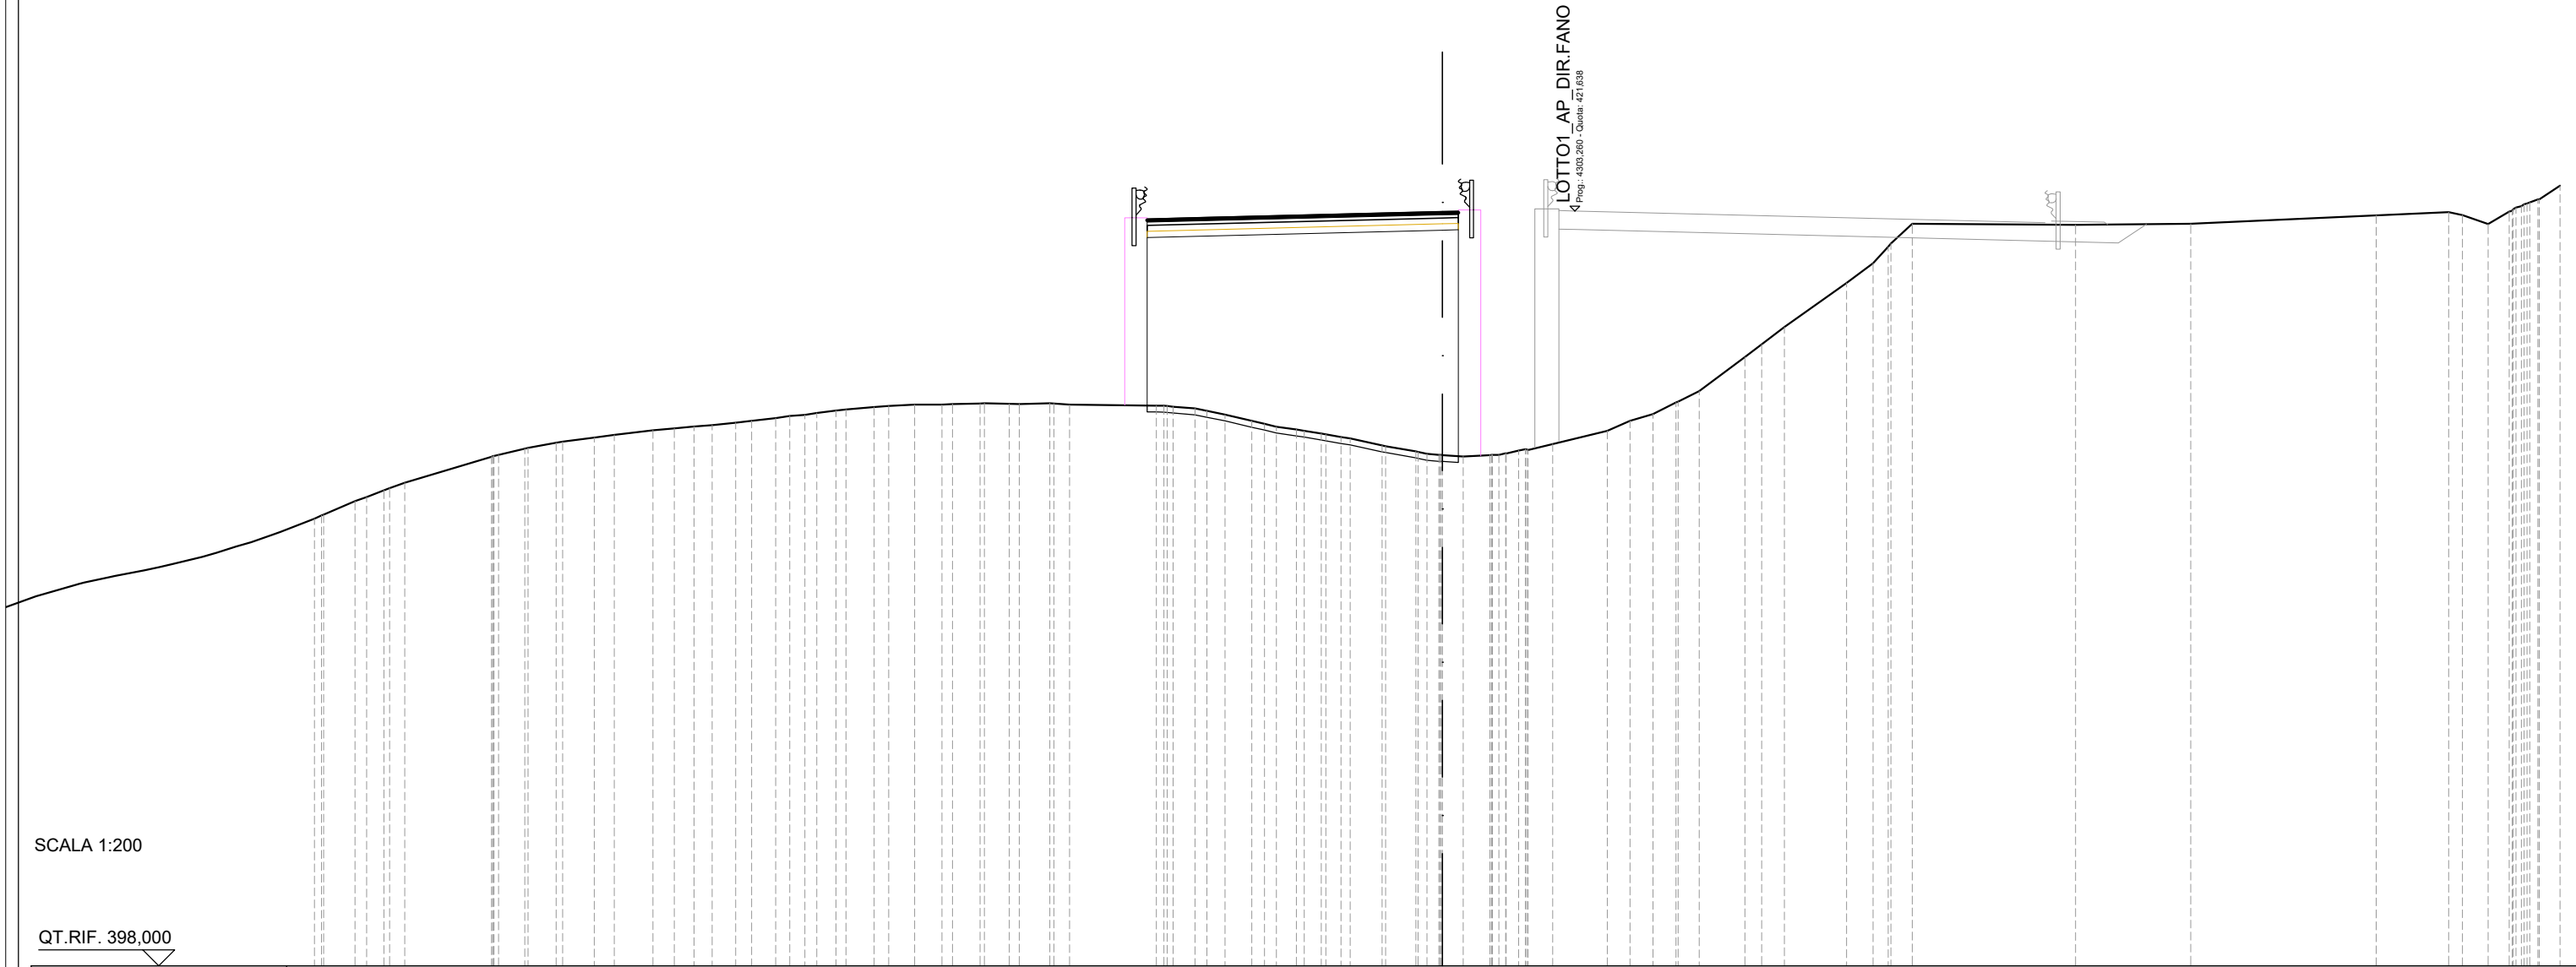 LOTTO1_AP_DIR.FANO
Prog.: 4303,260 - Quota: 421,638
SCALA 1:200
QT.RIF. 398,000